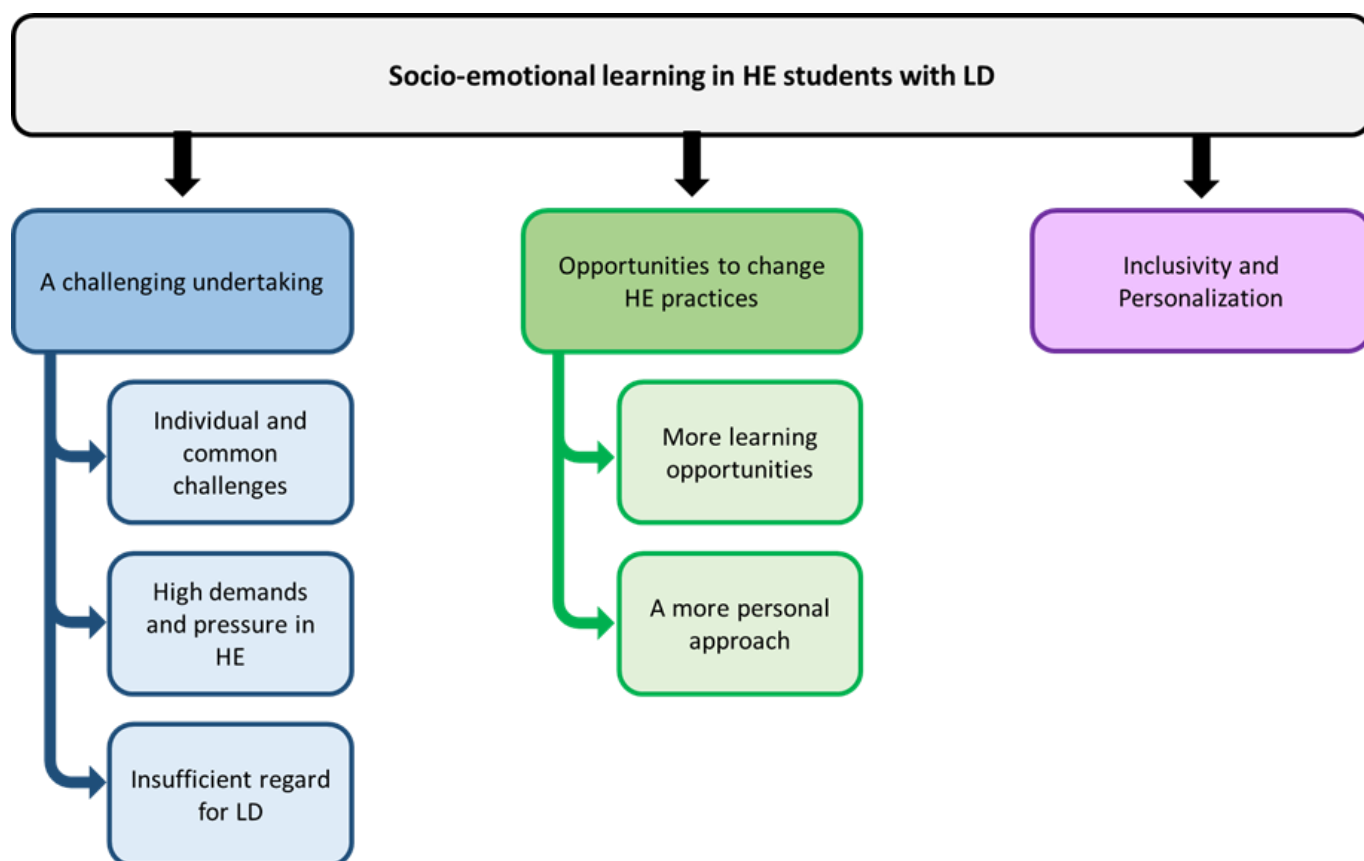 Socio-emotional learning in HE students with LD
A challenging undertaking
Individual and
common
challenges
High demands
and pressure in
HE
Insufficient regard
for LD
Opportunities to change
HE practices
More learning
opportunities
A more personal
approach
Inclusivity and
Personalization